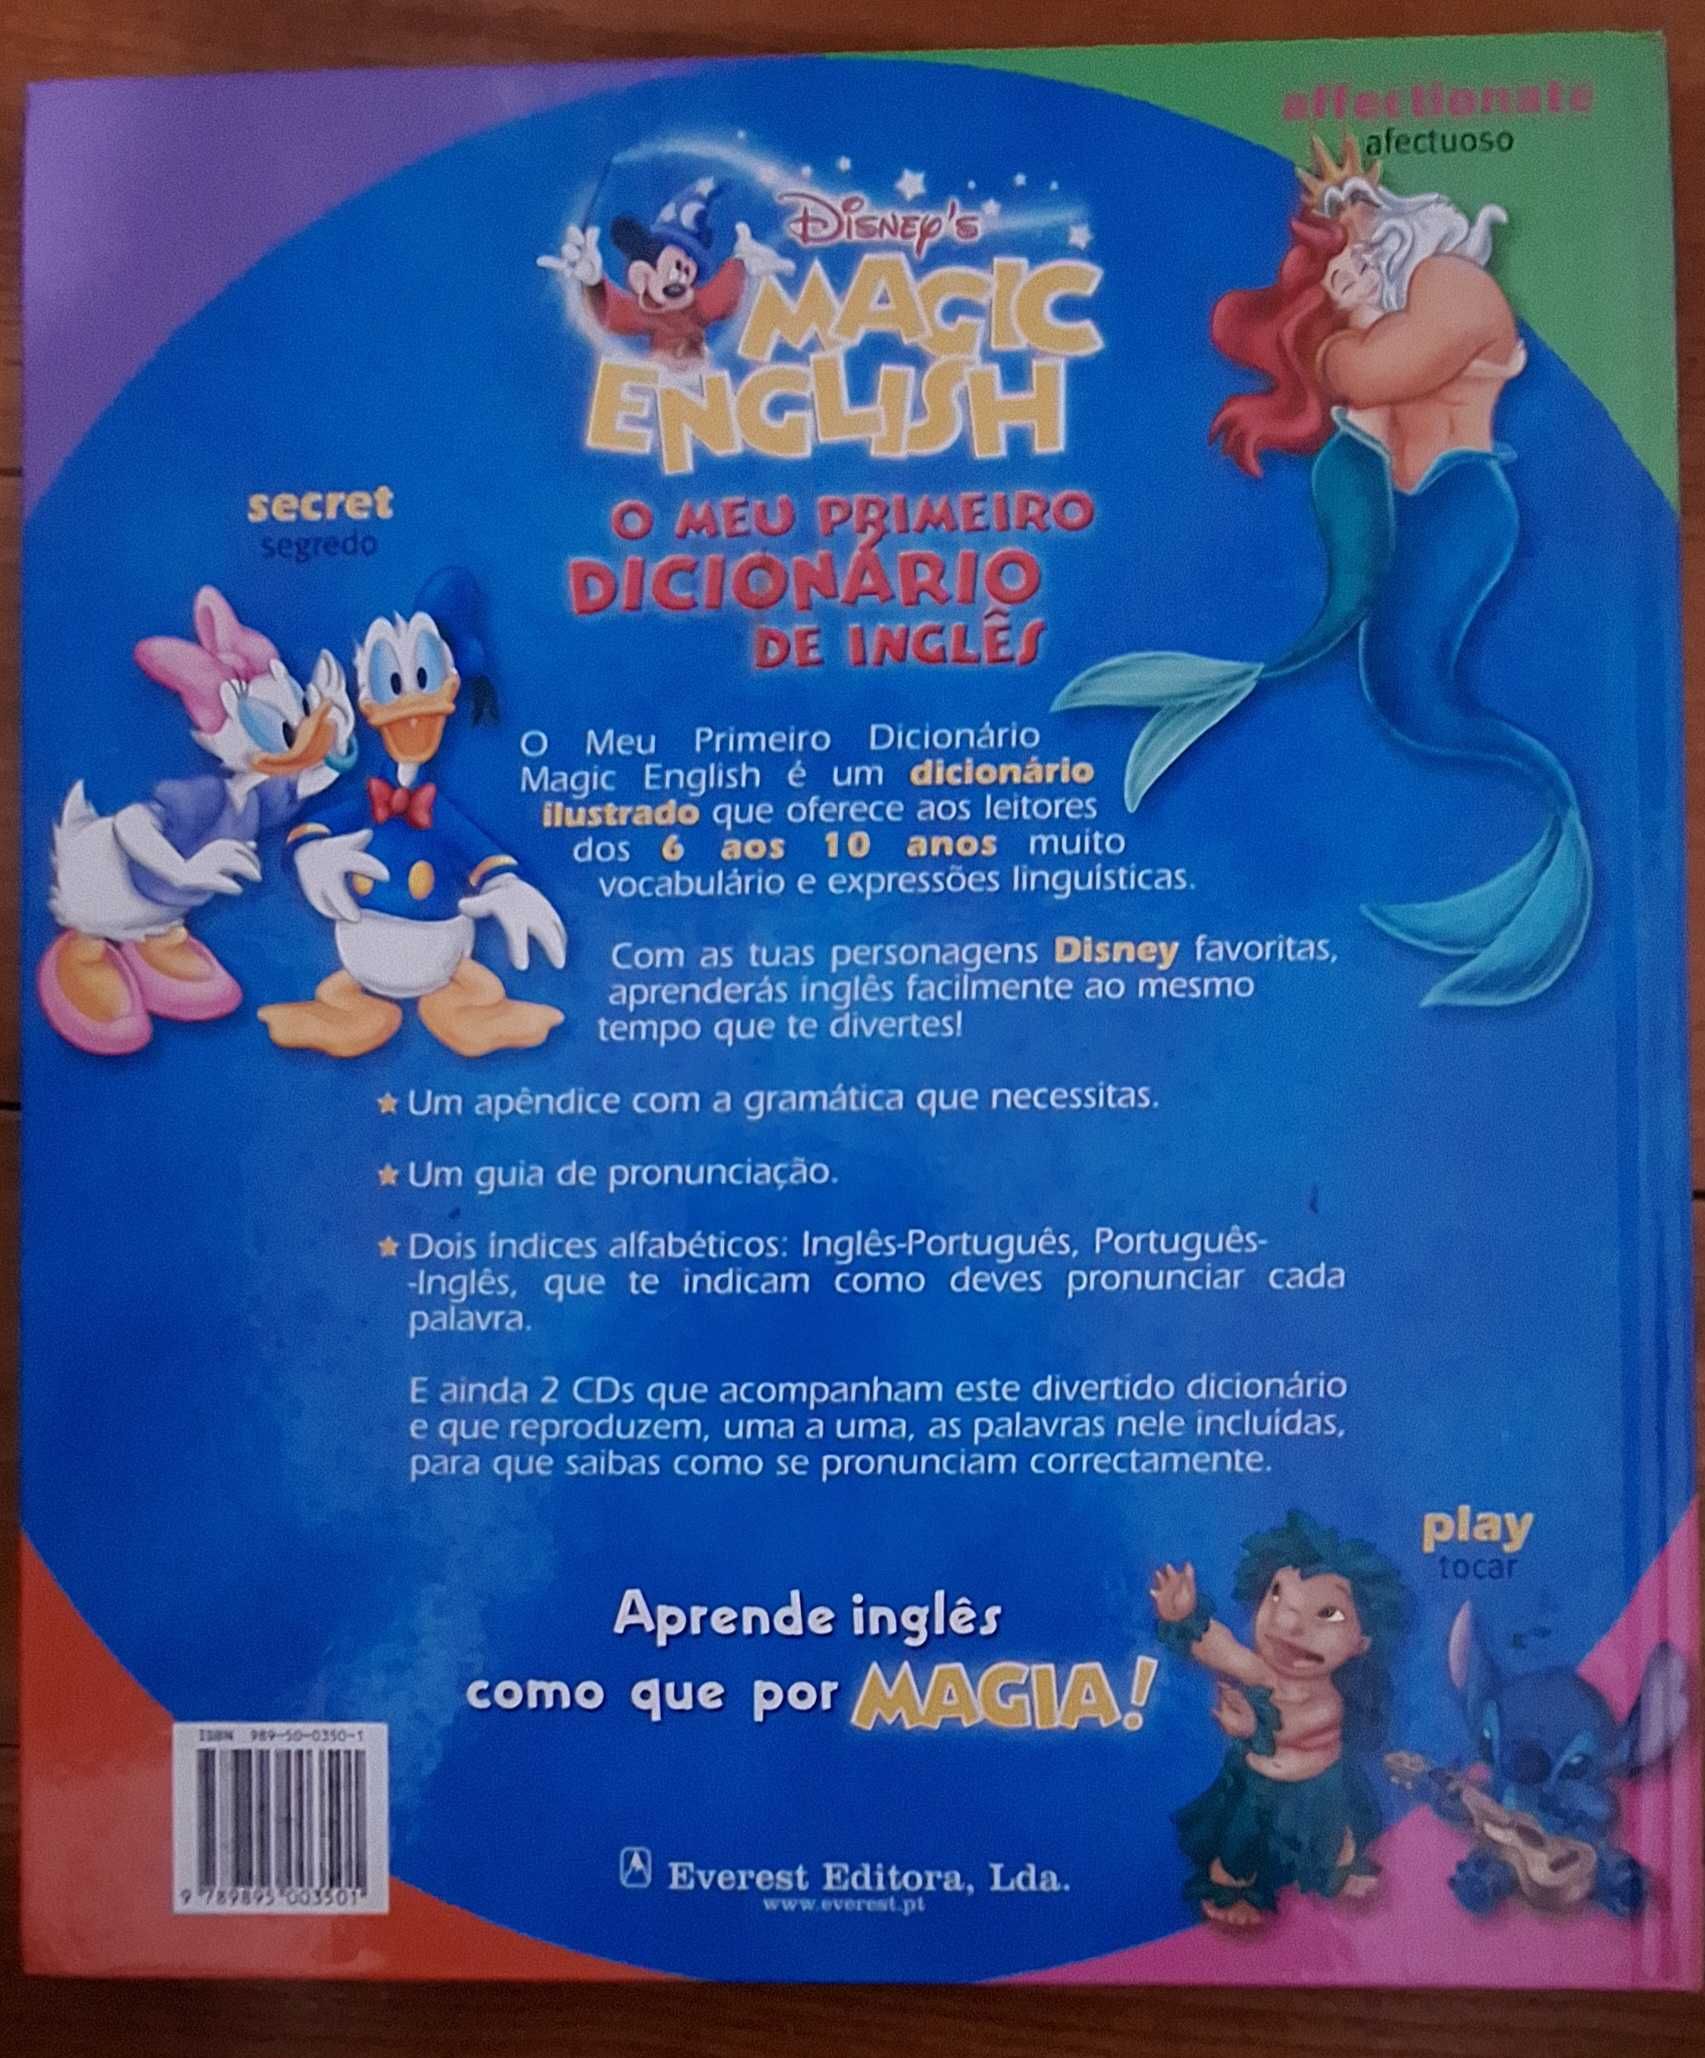 affectionate
afectuoso
DISNEY'S
MAGIC
ENGLISH
O MEU PRIMEIRO
DICIONÁRIO
DE INGLÊS
secret
segredo
O Meu Primeiro Dicionário
Magic English é um dicionário
ilustrado que oferece aos leitores
dos 6 aos 10 anos muito
vocabulário e expressões linguísticas.
Com as tuas personagens Disney favoritas,
aprenderás inglês facilmente ao mesmo
tempo que te divertes!
Um apêndice com a gramática que necessitas.
Um guia de pronunciação.
Dois índices alfabéticos: Inglês-Português, Português-
-Inglês, que te indicam como deves pronunciar cada
palavra.
E ainda 2 CDs que acompanham este divertido dicionário
e que reproduzem, uma a uma, as palavras nele incluídas,
para que saibas como se pronunciam correctamente.
play
tocar
Aprende inglês
como que por MAGIA!
ISBN 989-50-0350-1
9 789895 003501
Everest Editora, Lda.
www.everest.pt